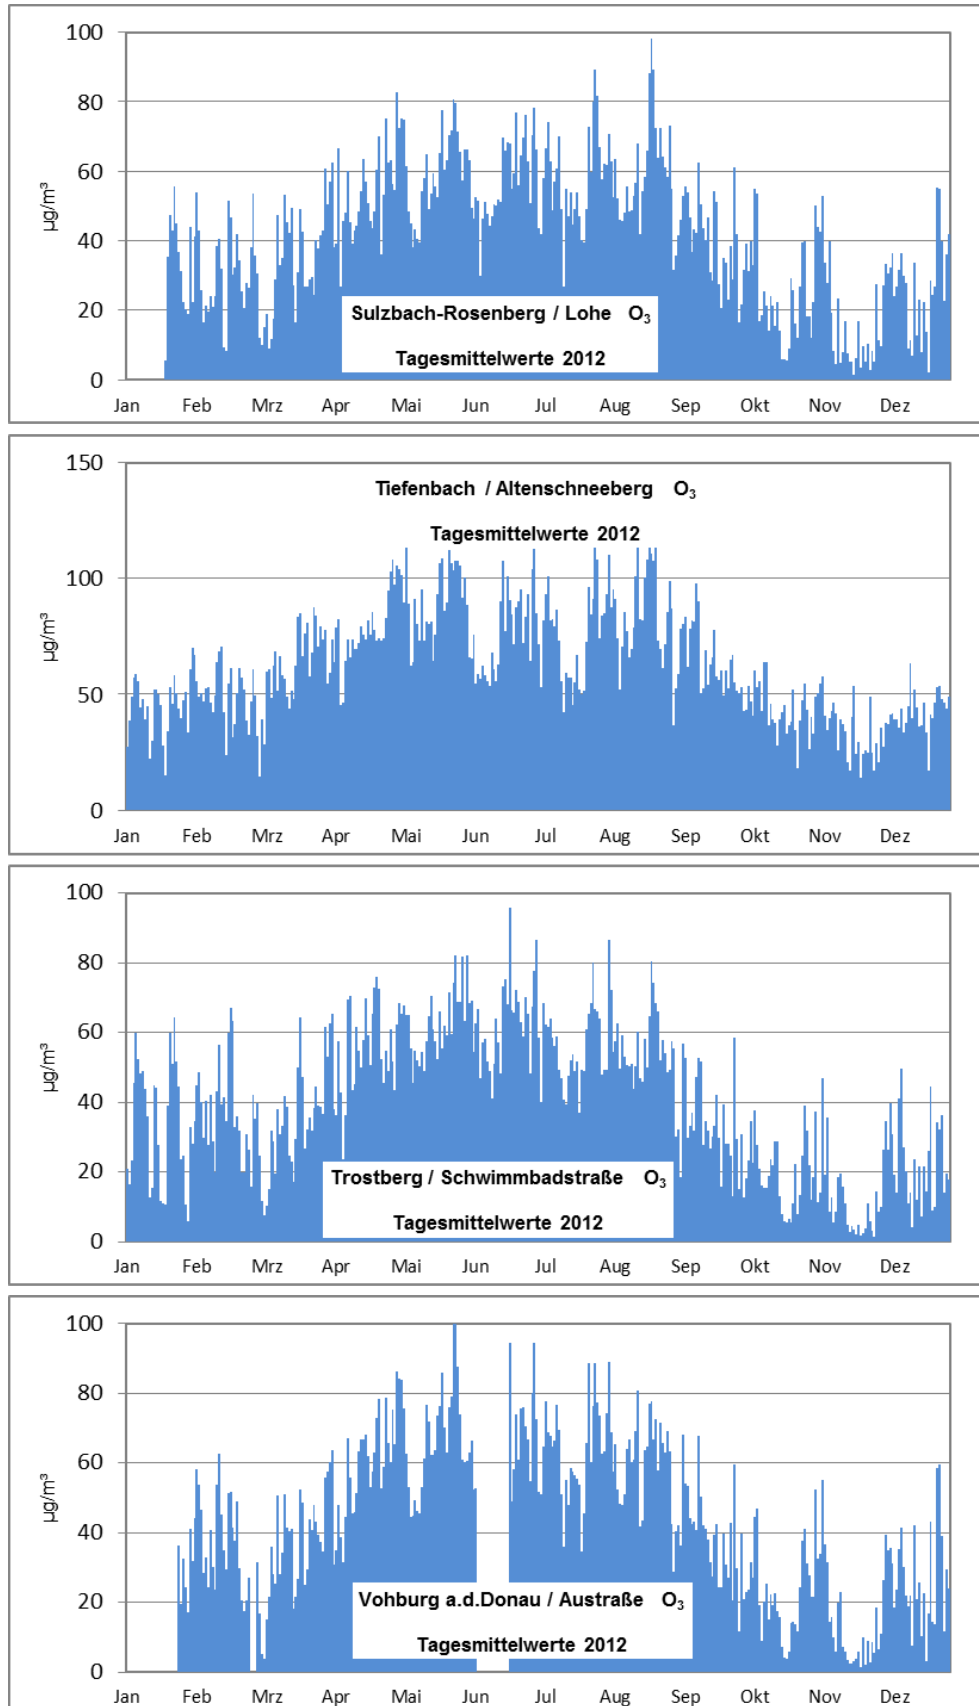 100
80
60
40
20
0
µg/m³
Sulzbach-Rosenberg / Lohe O₃
Tagesmittelwerte 2012
Jan Feb Mrz Apr Mai Jun Jul Aug Sep Okt Nov Dez
150
100
50
0
µg/m³
Tiefenbach / Altenschneeberg O₃
Tagesmittelwerte 2012
Jan Feb Mrz Apr Mai Jun Jul Aug Sep Okt Nov Dez
100
80
60
40
20
0
µg/m³
Trostberg / Schwimmbadstraße O₃
Tagesmittelwerte 2012
Jan Feb Mrz Apr Mai Jun Jul Aug Sep Okt Nov Dez
100
80
60
40
20
0
µg/m³
Vohburg a.d.Donau / Austraße O₃
Tagesmittelwerte 2012
Jan Feb Mrz Apr Mai Jun Jul Aug Sep Okt Nov Dez